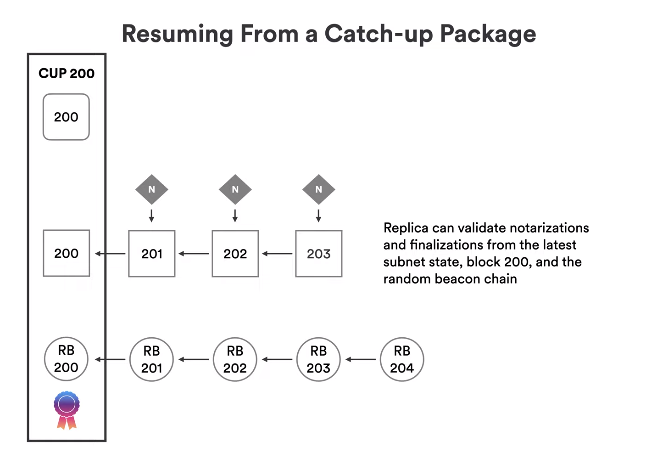 Resuming From a Catch-up Package
CUP 200
200
N N N
200 201 202 203
Replica can validate notarizations
and finalizations from the latest
subnet state, block 200, and the
random beacon chain
RB
200
RB
201
RB
202
RB
203
RB
204